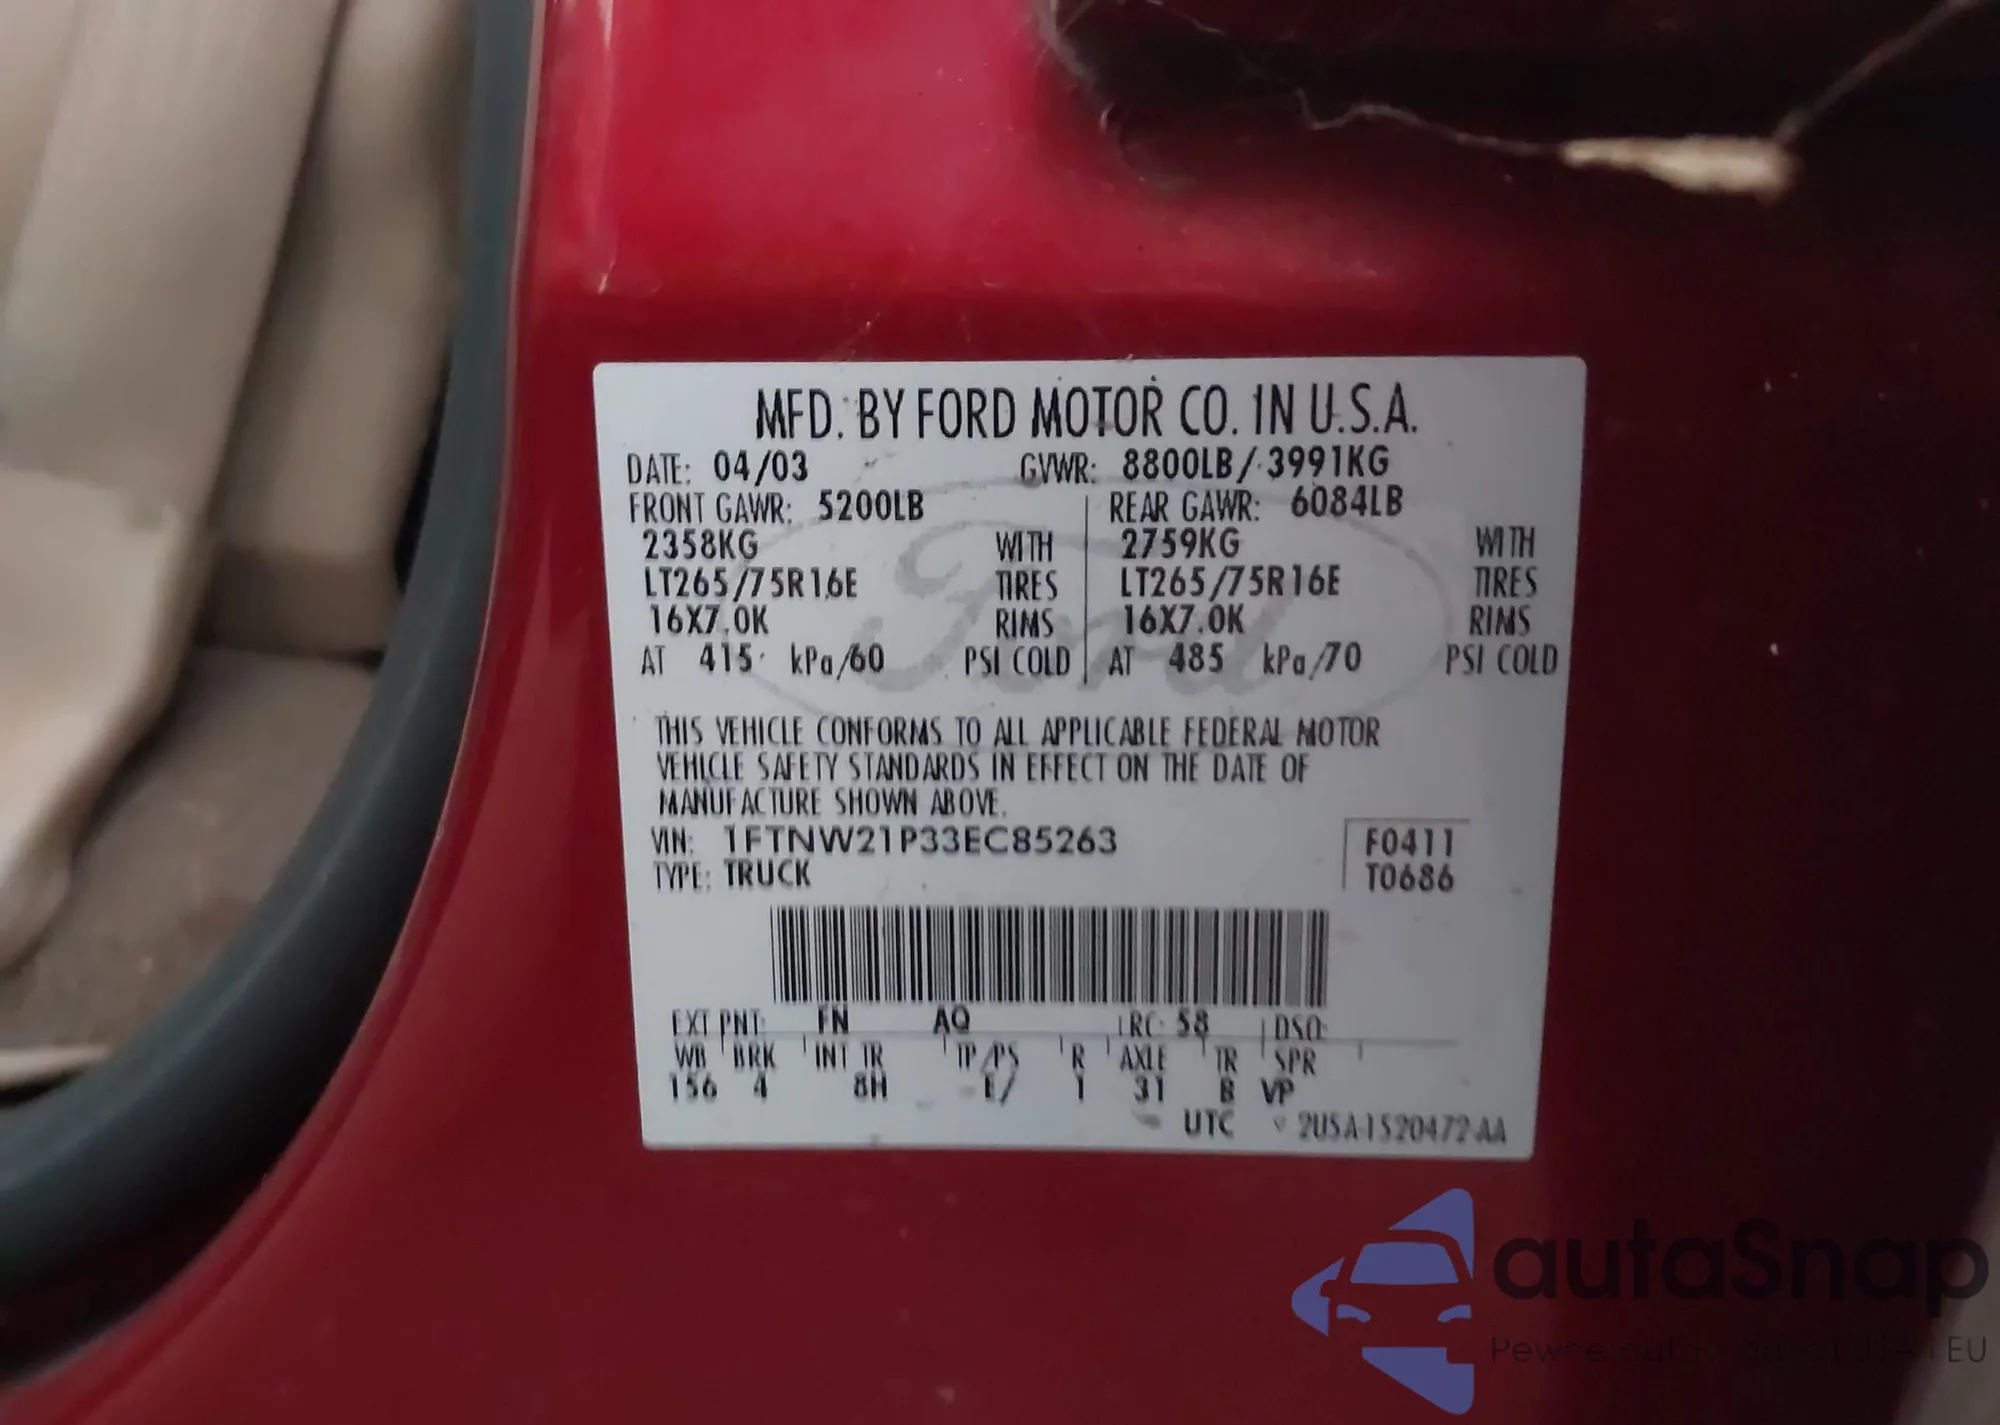 MFD. BY FORD MOTOR CO. IN U.S.A.
DATE: 04/03 GVWR: 8800LB/ 3991KG
FRONT GAWR: 5200LB REAR GAWR: 6084LB
2358KG WITH 2759KG WITH
LT265/75R16E TIRES LT265/75R16E TIRES
16X7.0K RIMS 16X7.0K RIMS
AT 415 kPa/60 PSI COLD AT 485 kPa/70 PSI COLD
Ford
THIS VEHICLE CONFORMS TO ALL APPLICABLE FEDERAL MOTOR
VEHICLE SAFETY STANDARDS IN EFFECT ON THE DATE OF
MANUFACTURE SHOWN ABOVE.
VIN: 1FTNW21P33EC85263 F0411
TYPE: TRUCK T0686
EXT PNT: FN AQ RC: 58 DSO:
WB BRK INT TR TP/PS R AXLE TR SPR
156 4 8H E/ 1 31 B VP
UTC 2U5A-1520472-AA
autaSnap
Pewne auta EU